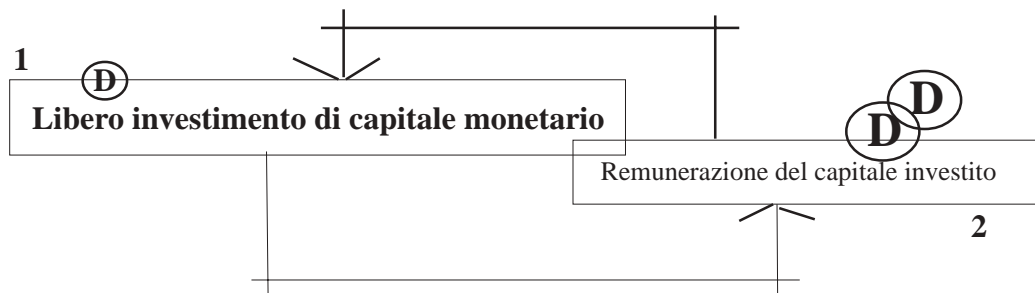 1
D
Libero investimento di capitale monetario
D
D
Remunerazione del capitale investito
2